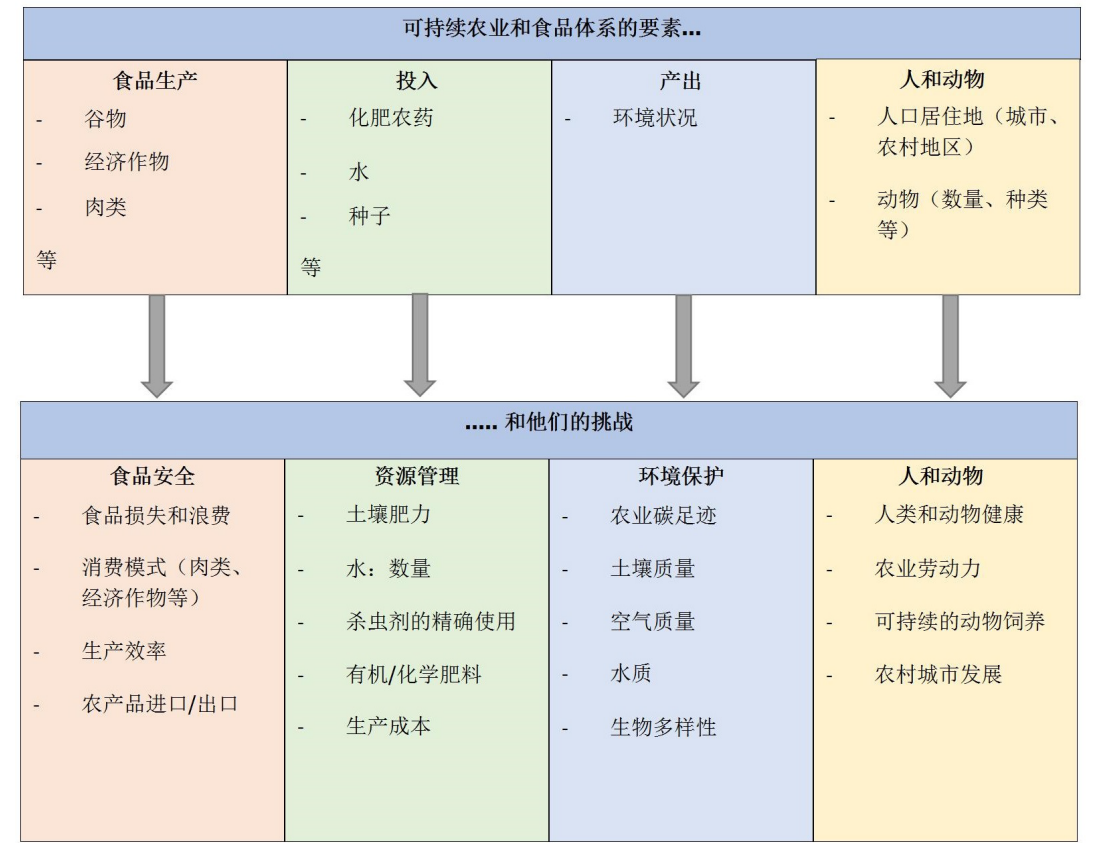 可持续农业和食品体系的要素...
食品生产
- 谷物
- 经济作物
- 肉类
等
投入
- 化肥农药
- 水
- 种子
等
产出
- 环境状况
人和动物
- 人口居住地（城市、
农村地区）
- 动物（数量、种类
等）
..... 和他们的挑战
食品安全
- 食品损失和浪费
- 消费模式（肉类、
经济作物等）
- 生产效率
- 农产品进口/出口
资源管理
- 土壤肥力
- 水：数量
- 杀虫剂的精确使用
- 有机/化学肥料
- 生产成本
环境保护
- 农业碳足迹
- 土壤质量
- 空气质量
- 水质
- 生物多样性
人和动物
- 人类和动物健康
- 农业劳动力
- 可持续的动物饲养
- 农村城市发展